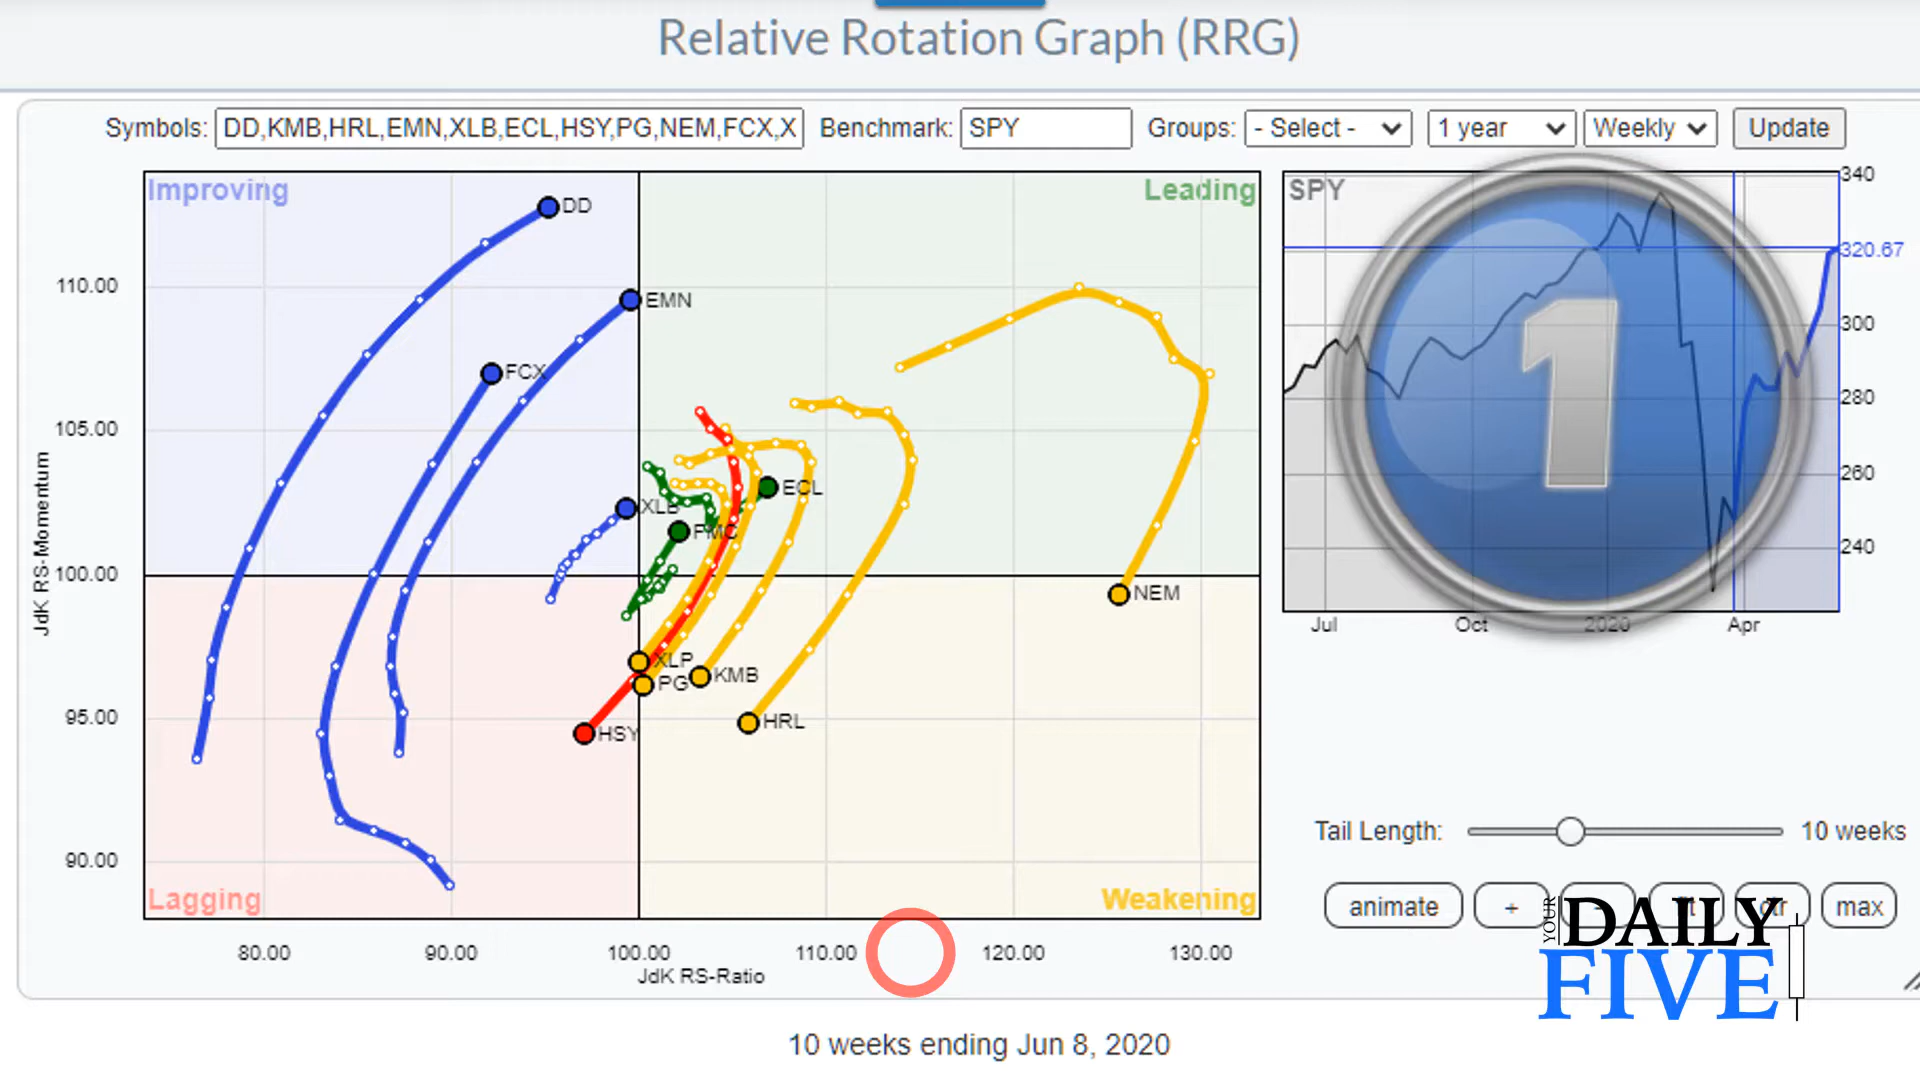 Relative Rotation Graph (RRG)
Symbols: DD,KMB,HRL,EMN,XLB,ECL,HSY,PG,NEM,FCX,X Benchmark: SPY Groups: - Select - 1 year Weekly Update
Improving
Leading
DD
EMN
FCX
ECL
XLB
FMC
NEM
XLP
PG
KMB
HRL
HSY
Lagging
Weakening
JdK RS-Momentum
110.00
105.00
100.00
95.00
90.00
80.00 90.00 100.00 110.00 120.00 130.00
JdK RS-Ratio
SPY
340
320.67
300
280
260
240
Jul Oct 2020 Apr
1
Tail Length: 10 weeks
animate + fit ctr max
YOUR
DAILY
FIVE
10 weeks ending Jun 8, 2020